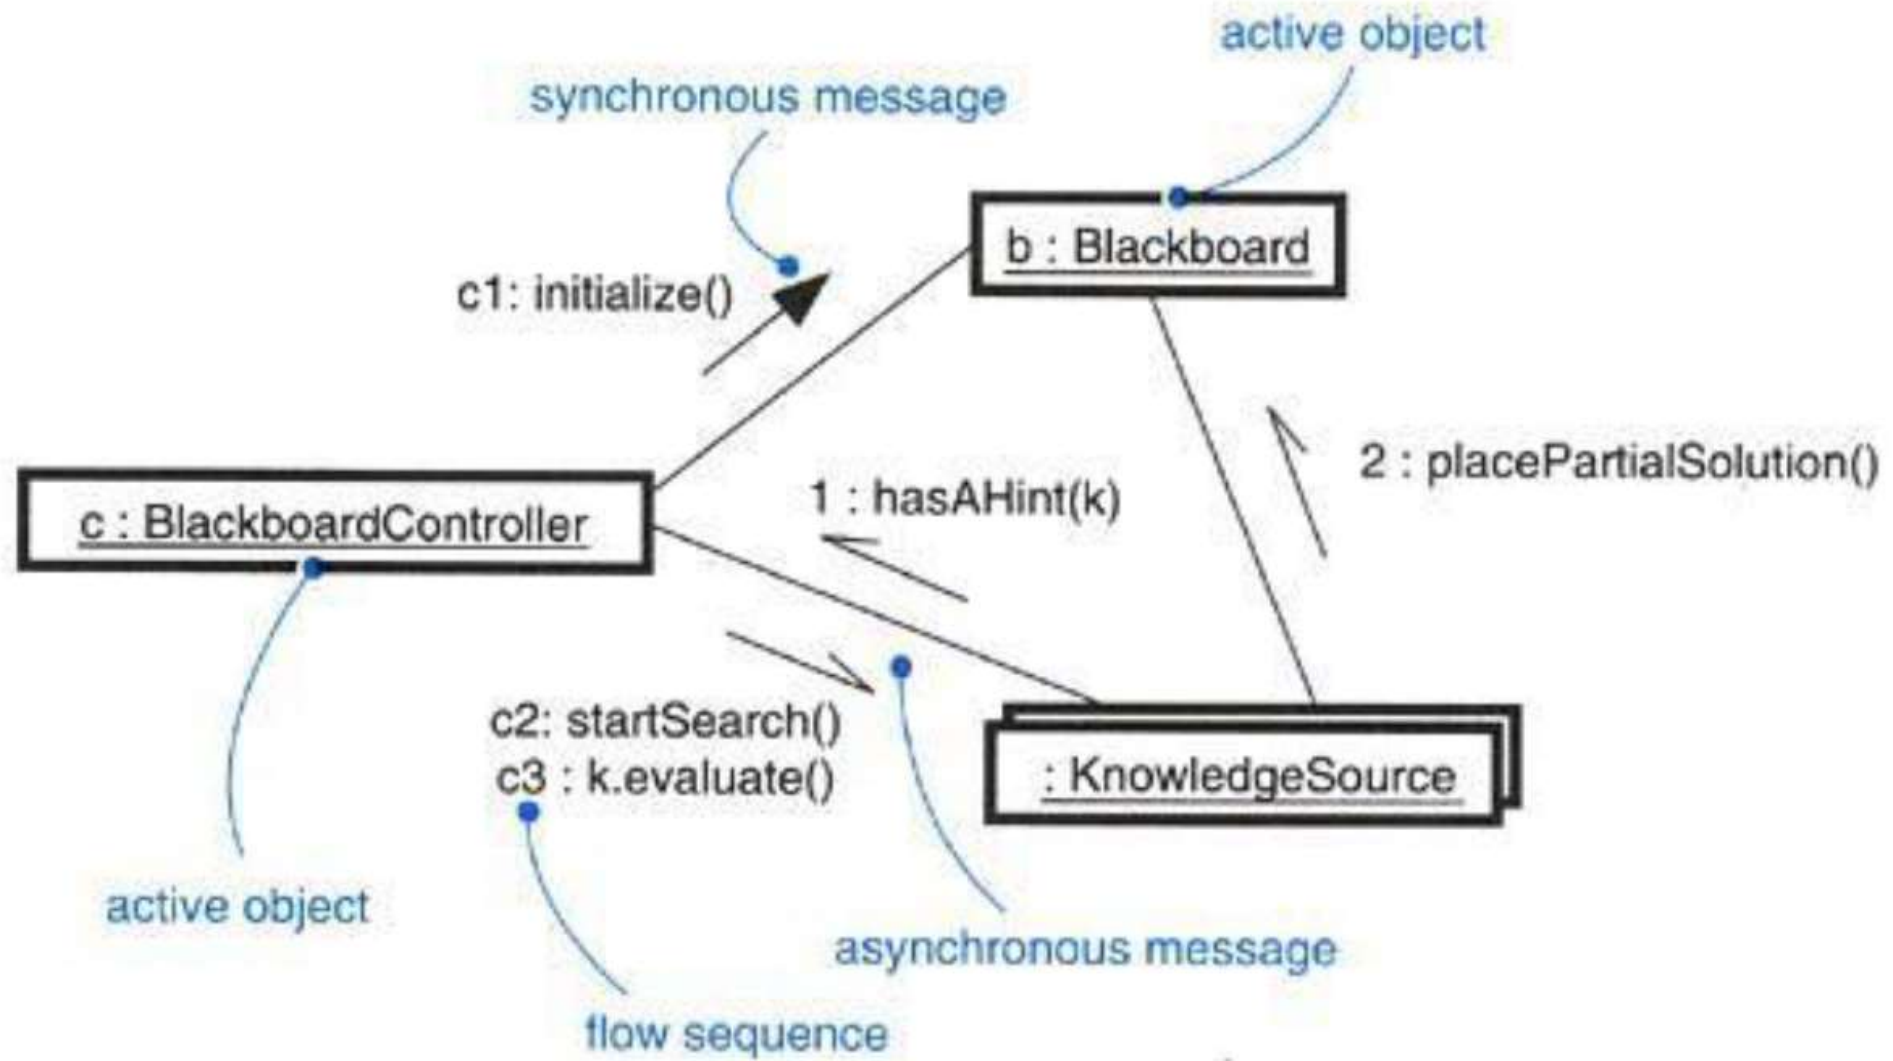 active object
synchronous message
b : Blackboard
c1: initialize()
2 : placePartialSolution()
1 : hasAHint(k)
c : BlackboardController
c2: startSearch()
c3 : k.evaluate()
: KnowledgeSource
active object
asynchronous message
flow sequence